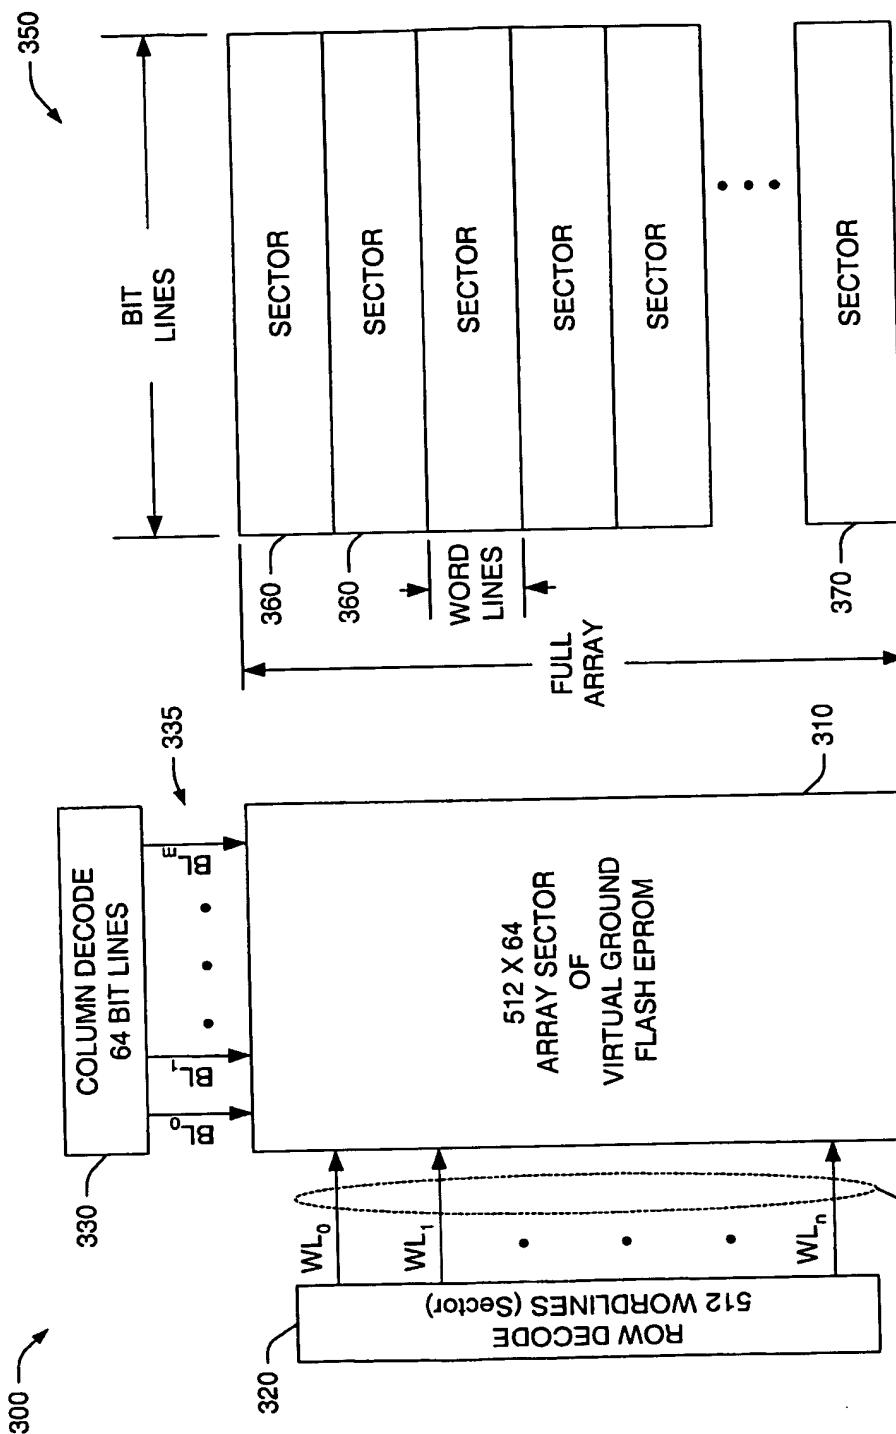 300
330
COLUMN DECODE
64 BIT LINES
335
BL0
BL1
BLm
320
ROW DECODE
512 WORDLINES (Sector)
WL0
WL1
WLn
512 X 64
ARRAY SECTOR
OF
VIRTUAL GROUND
FLASH EPROM
310
350
BIT
LINES
FULL
ARRAY
WORD
LINES
360
360
370
SECTOR
SECTOR
SECTOR
SECTOR
SECTOR
SECTOR